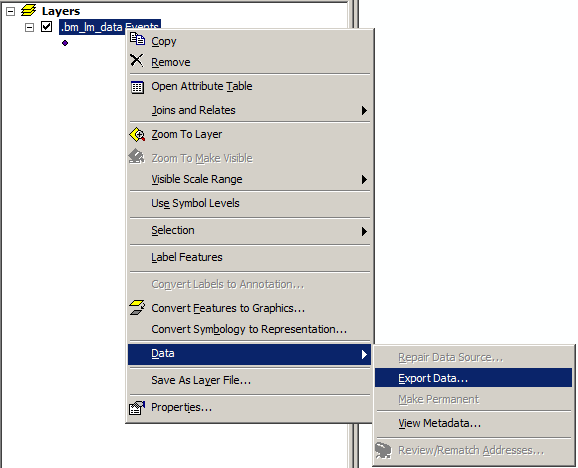 Layers
.bm_lm_data Events
Copy
Remove
Open Attribute Table
Joins and Relates
Zoom To Layer
Zoom To Make Visible
Visible Scale Range
Use Symbol Levels
Selection
Label Features
Convert Labels to Annotation...
Convert Features to Graphics...
Convert Symbology to Representation...
Data
Save As Layer File...
Properties...
Repair Data Source...
Export Data...
Make Permanent
View Metadata...
Review/Rematch Addresses...